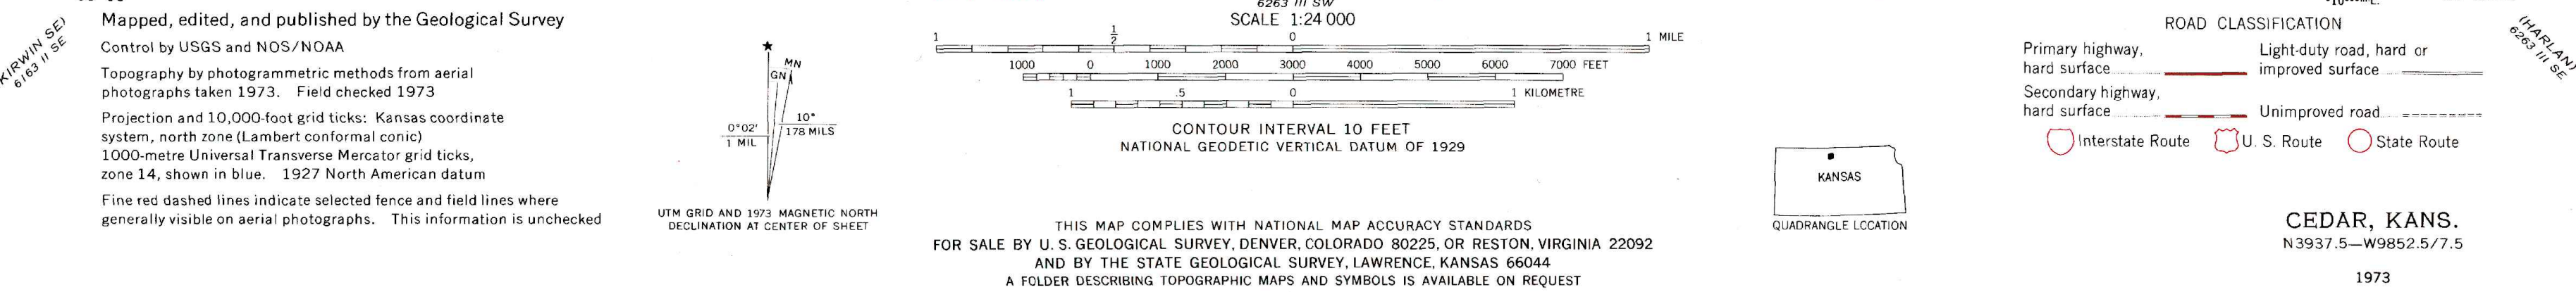 (KIRWIN SE)
6163 II SE
Mapped, edited, and published by the Geological Survey
Control by USGS and NOS/NOAA
Topography by photogrammetric methods from aerial
photographs taken 1973. Field checked 1973
Projection and 10,000-foot grid ticks: Kansas coordinate
system, north zone (Lambert conformal conic)
1000-metre Universal Transverse Mercator grid ticks,
zone 14, shown in blue. 1927 North American datum
Fine red dashed lines indicate selected fence and field lines where
generally visible on aerial photographs. This information is unchecked
MN
GN
0°02′
1 MIL
10°
178 MILS
UTM GRID AND 1973 MAGNETIC NORTH
DECLINATION AT CENTER OF SHEET
6263 III SW
SCALE 1:24 000
1 1/2 0 1 MILE
1000 0 1000 2000 3000 4000 5000 6000 7000 FEET
1 .5 0 1 KILOMETRE
CONTOUR INTERVAL 10 FEET
NATIONAL GEODETIC VERTICAL DATUM OF 1929
THIS MAP COMPLIES WITH NATIONAL MAP ACCURACY STANDARDS
FOR SALE BY U. S. GEOLOGICAL SURVEY, DENVER, COLORADO 80225, OR RESTON, VIRGINIA 22092
AND BY THE STATE GEOLOGICAL SURVEY, LAWRENCE, KANSAS 66044
A FOLDER DESCRIBING TOPOGRAPHIC MAPS AND SYMBOLS IS AVAILABLE ON REQUEST
KANSAS
QUADRANGLE LOCATION
ROAD CLASSIFICATION
Primary highway,
hard surface
Light-duty road, hard or
improved surface
Secondary highway,
hard surface
Unimproved road
Interstate Route
U. S. Route
State Route
(HARLAN)
6263 III SE
CEDAR, KANS.
N3937.5—W9852.5/7.5
1973